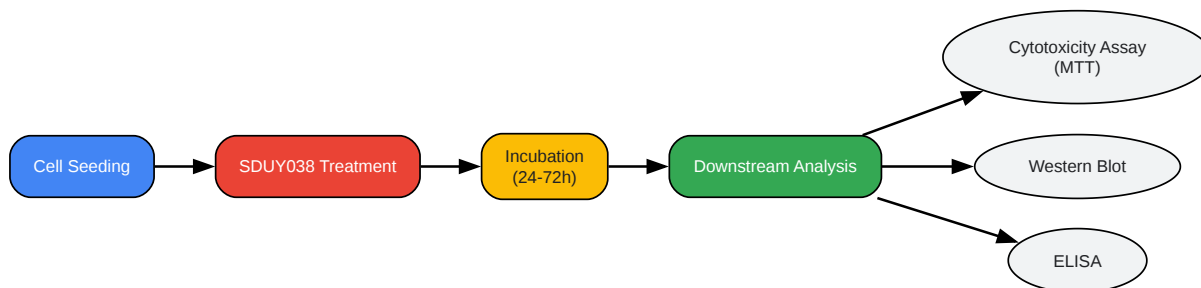 Cell Seeding
SDUY038 Treatment
Incubation
(24-72h)
Downstream Analysis
Cytotoxicity Assay
(MTT)
Western Blot
ELISA